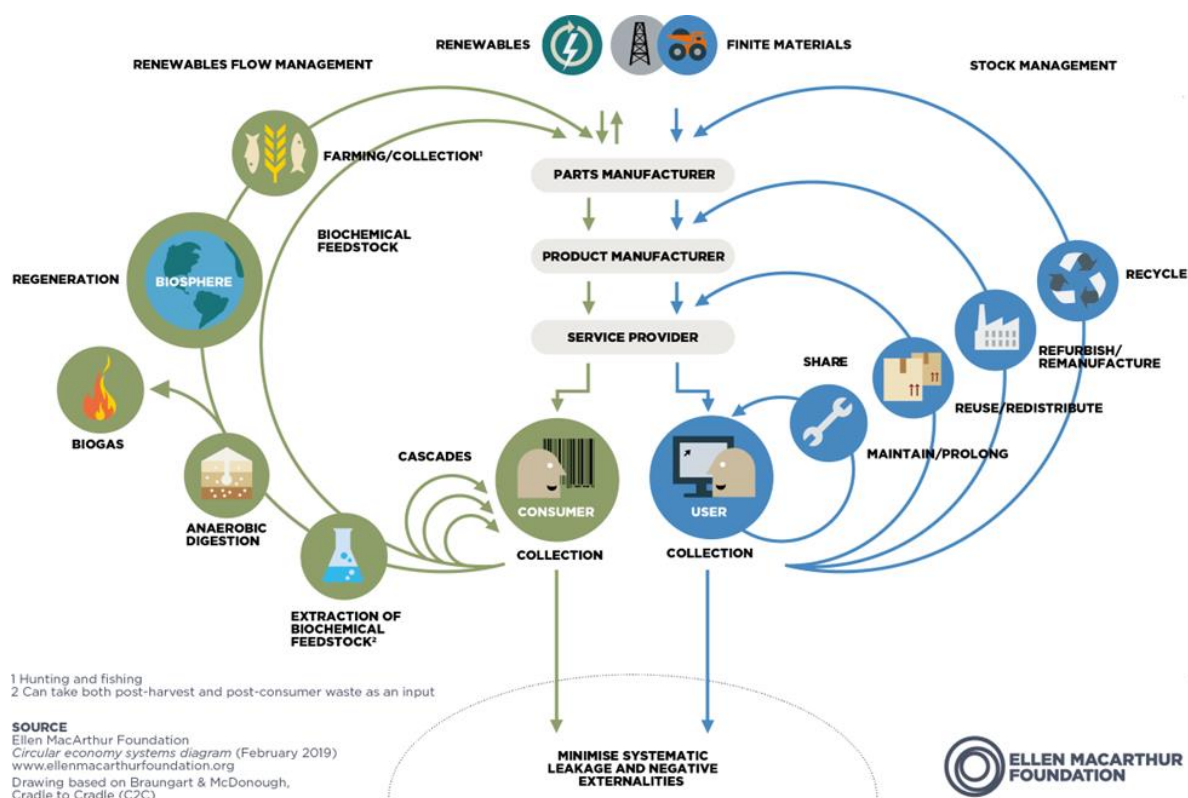 RENEWABLES
FINITE MATERIALS
RENEWABLES FLOW MANAGEMENT
STOCK MANAGEMENT
FARMING/COLLECTION¹
PARTS MANUFACTURER
BIOCHEMICAL
FEEDSTOCK
PRODUCT MANUFACTURER
REGENERATION
BIOSPHERE
RECYCLE
SERVICE PROVIDER
SHARE
REFURBISH/
REMANUFACTURE
REUSE/REDISTRIBUTE
BIOGAS
CASCADES
MAINTAIN/PROLONG
CONSUMER
USER
ANAEROBIC
DIGESTION
COLLECTION
COLLECTION
EXTRACTION OF
BIOCHEMICAL
FEEDSTOCK²
1 Hunting and fishing
2 Can take both post-harvest and post-consumer waste as an input
SOURCE
Ellen MacArthur Foundation
Circular economy systems diagram (February 2019)
www.ellenmacarthurfoundation.org
Drawing based on Braungart & McDonough,
Cradle to Cradle (C2C)
MINIMISE SYSTEMATIC
LEAKAGE AND NEGATIVE
EXTERNALITIES
ELLEN MACARTHUR
FOUNDATION